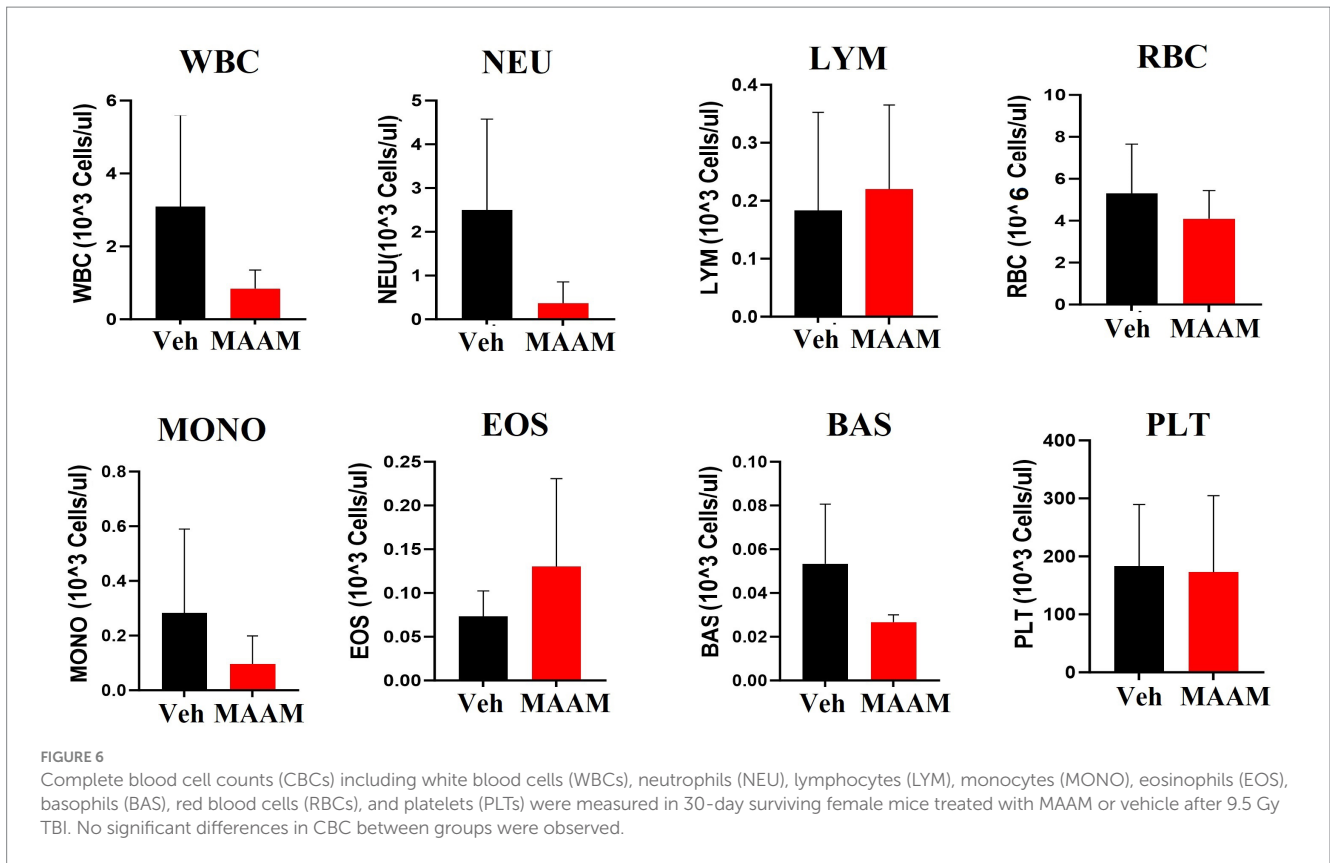 WBC
WBC (10^3 Cells/ul)
6
4
2
0
Veh MAAM
NEU
NEU(10^3 Cells/ul)
5
4
3
2
1
0
Veh MAAM
LYM
LYM (10^3 Cells/ul)
0.4
0.3
0.2
0.1
0.0
Veh MAAM
RBC
RBC (10^6 Cells/ul)
10
8
6
4
2
0
Veh MAAM
MONO
MONO (10^3 Cells/ul)
0.8
0.6
0.4
0.2
0.0
Veh MAAM
EOS
EOS (10^3 Cells/ul)
0.25
0.20
0.15
0.10
0.05
0.00
Veh MAAM
BAS
BAS (10^3 Cells/ul)
0.10
0.08
0.06
0.04
0.02
0.00
Veh MAAM
PLT
PLT (10^3 Cells/ul)
400
300
200
100
0
Veh MAAM
FIGURE 6
Complete blood cell counts (CBCs) including white blood cells (WBCs), neutrophils (NEU), lymphocytes (LYM), monocytes (MONO), eosinophils (EOS),
basophils (BAS), red blood cells (RBCs), and platelets (PLTs) were measured in 30-day surviving female mice treated with MAAM or vehicle after 9.5 Gy
TBI. No significant differences in CBC between groups were observed.